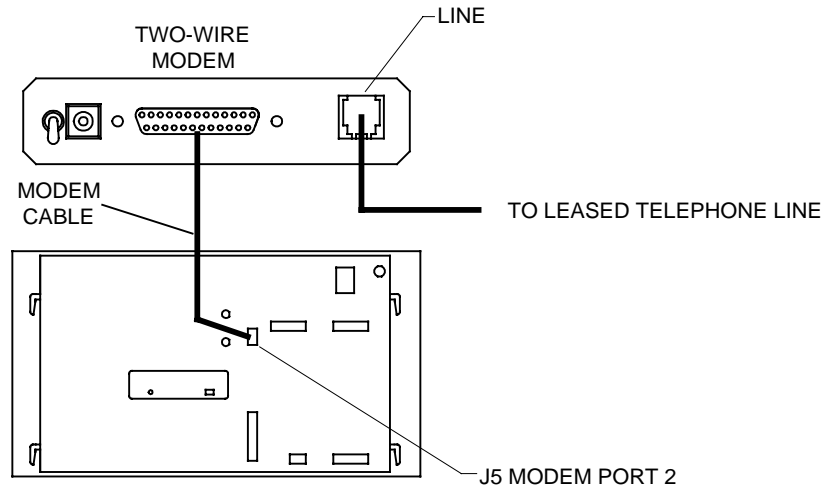 LINE
TWO-WIRE
MODEM
MODEM
CABLE
TO LEASED TELEPHONE LINE
J5 MODEM PORT 2